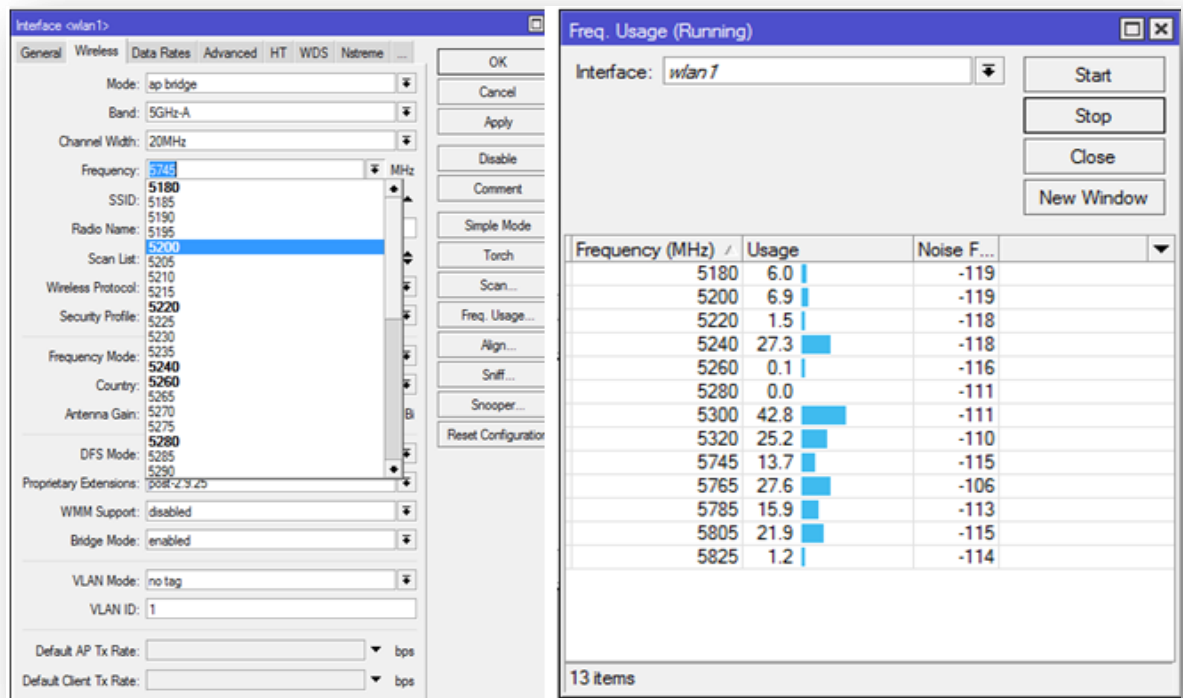 Interface <wlan1>
General Wireless Data Rates Advanced HT WDS Nstreme ...
Mode: ap bridge
Band: 5GHz-A
Channel Width: 20MHz
Frequency: 5745 MHz
5180
5185
5190
5195
5200
5205
5210
5215
5220
5225
5230
5235
5240
5260
5265
5270
5275
5280
5285
5290
SSID:
Radio Name:
Scan List:
Wireless Protocol:
Security Profile:
Frequency Mode:
Country:
Antenna Gain: Bi
DFS Mode:
Proprietary Extensions: post-2.9.25
WMM Support: disabled
Bridge Mode: enabled
VLAN Mode: no tag
VLAN ID: 1
Default AP Tx Rate: bps
Default Client Tx Rate: bps
OK
Cancel
Apply
Disable
Comment
Simple Mode
Torch
Scan...
Freq. Usage...
Align...
Sniff...
Snooper...
Reset Configuration
Freq. Usage (Running)
Interface: wlan1
Start
Stop
Close
New Window
Frequency (MHz) Usage Noise F...
5180 6.0 -119
5200 6.9 -119
5220 1.5 -118
5240 27.3 -118
5260 0.1 -116
5280 0.0 -111
5300 42.8 -111
5320 25.2 -110
5745 13.7 -115
5765 27.6 -106
5785 15.9 -113
5805 21.9 -115
5825 1.2 -114
13 items